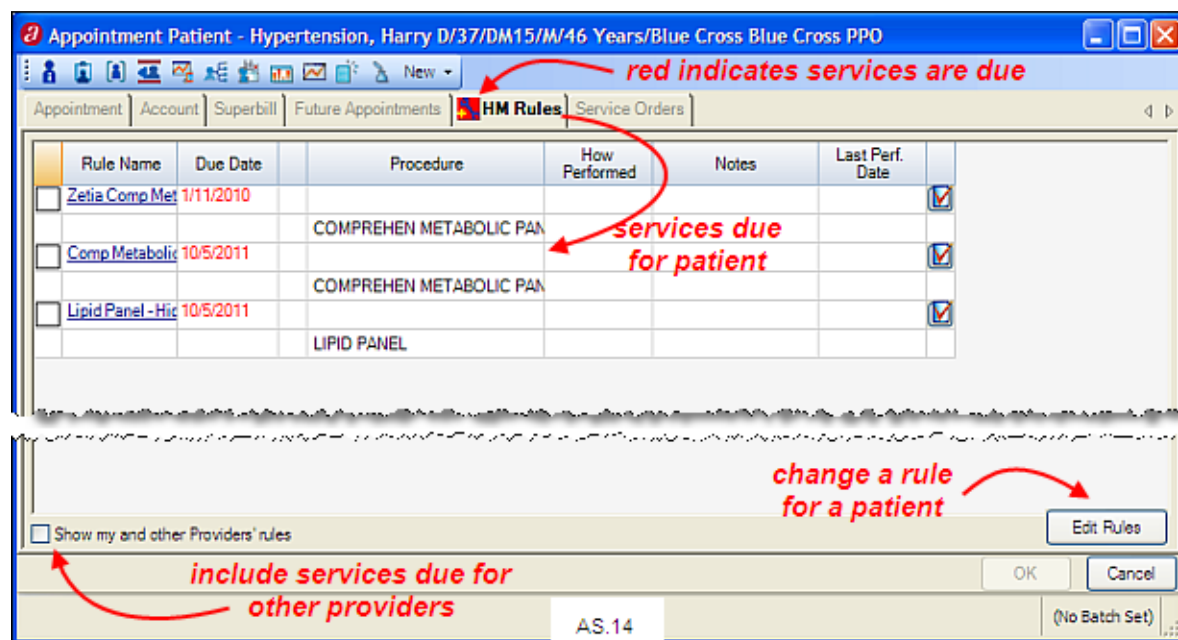 Appointment Patient - Hypertension, Harry D/37/DM15/M/46 Years/Blue Cross Blue Cross PPO
New
red indicates services are due
Appointment Account Superbill Future Appointments HM Rules Service Orders
Rule Name Due Date Procedure How Performed Notes Last Perf. Date
Zetia Comp Met 1/11/2010
COMPREHEN METABOLIC PAN
services due
Comp Metabolic 10/5/2011
for patient
COMPREHEN METABOLIC PAN
Lipid Panel - Hic 10/5/2011
LIPID PANEL
change a rule
for a patient
Show my and other Providers' rules
Edit Rules
include services due for
other providers
OK Cancel
AS.14
(No Batch Set)